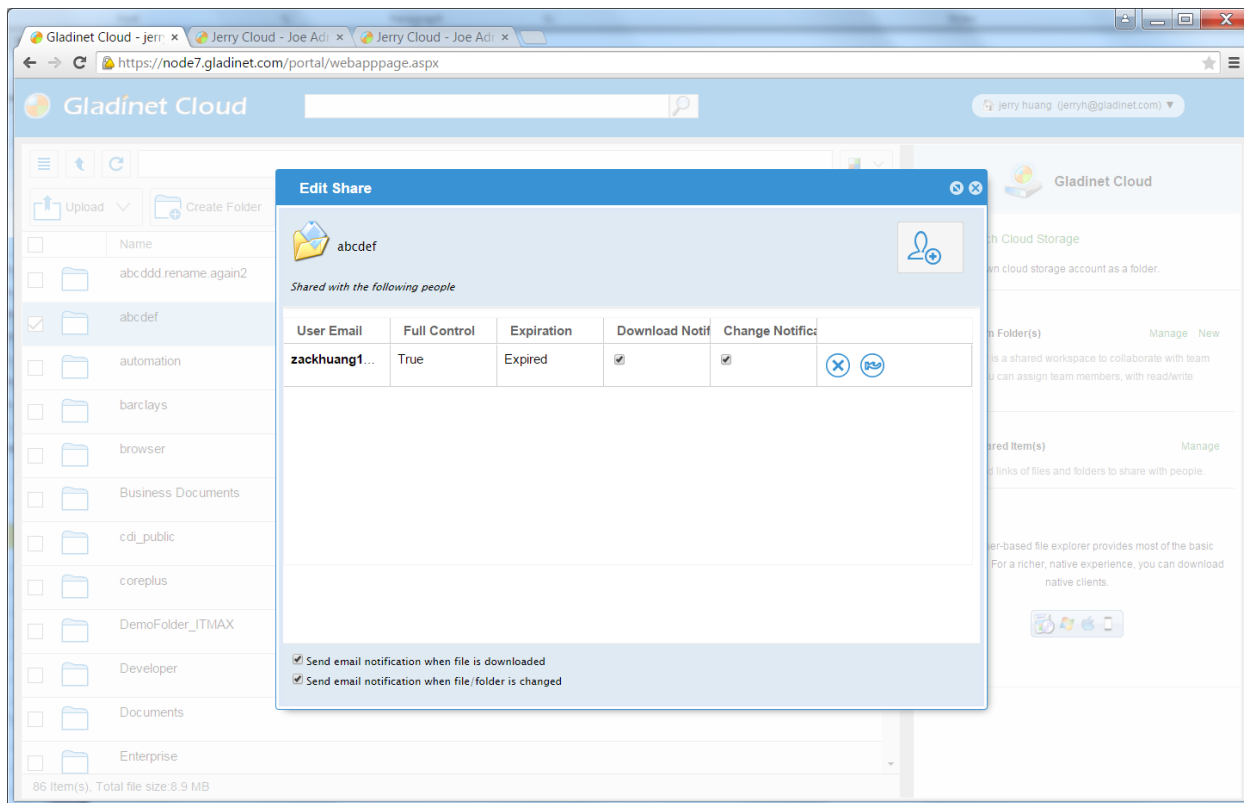 Gladinet Cloud - jerr
Jerry Cloud - Joe Adr
Jerry Cloud - Joe Adr
https://node7.gladinet.com/portal/webapppage.aspx
Gladinet Cloud
jerry huang (jerryh@gladinet.com)
Upload
Create Folder
Name
abcddd.rename.again2
abcdef
automation
barclays
browser
Business Documents
cdi_public
coreplus
DemoFolder_ITMAX
Developer
Documents
Enterprise
86 Item(s), Total file size:8.9 MB
Edit Share
abcdef
Shared with the following people
User Email Full Control Expiration Download Notif Change Notifica
zackhuang1... True Expired
Send email notification when file is downloaded
Send email notification when file/folder is changed
Gladinet Cloud
h Cloud Storage
wn cloud storage account as a folder.
Folder(s) Manage New
is a shared workspace to collaborate with team
u can assign team members, with read/write
ared Item(s) Manage
d links of files and folders to share with people.
er-based file explorer provides most of the basic
For a richer, native experience, you can download
native clients.